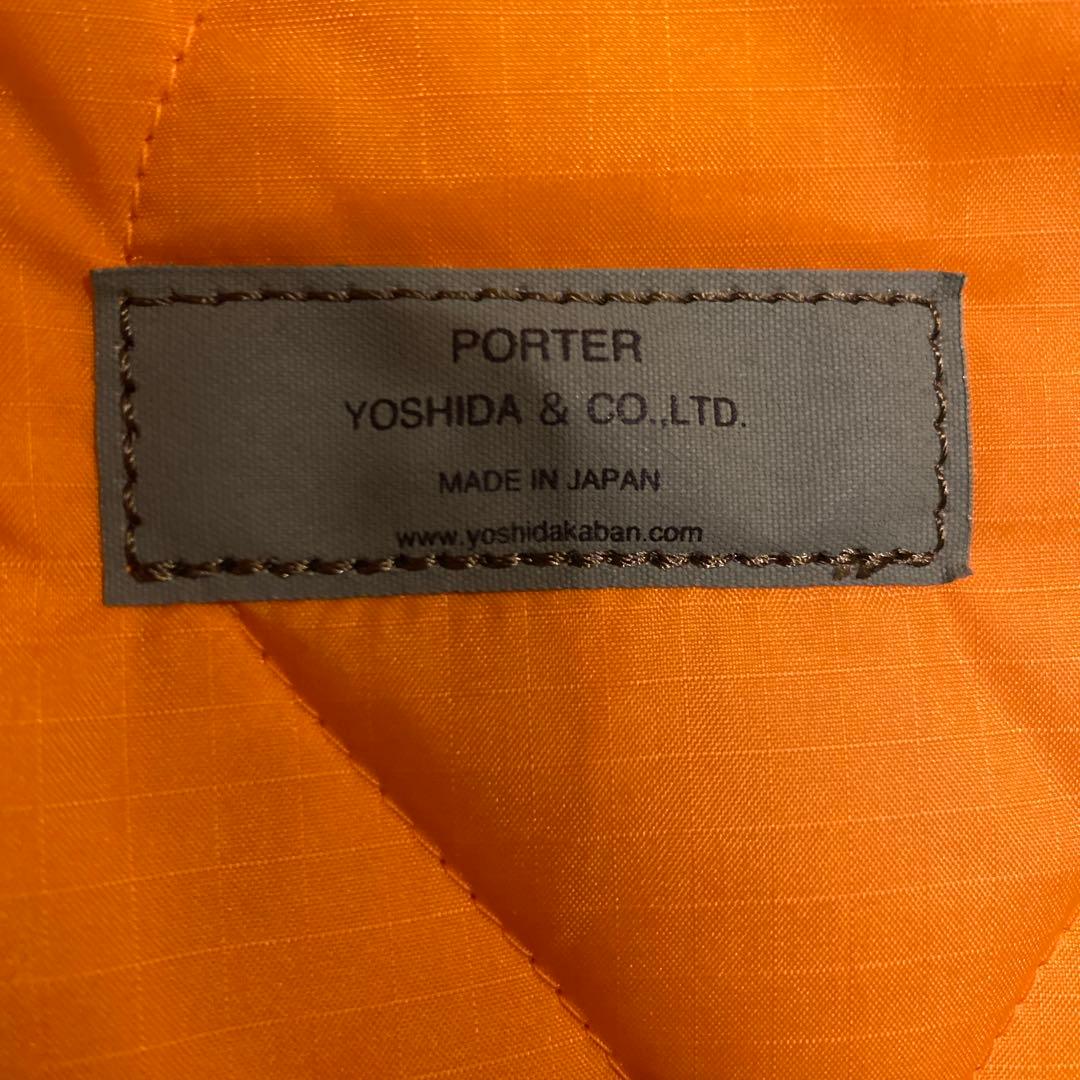 PORTER
YOSHIDA & CO.,LTD.
MADE IN JAPAN
www.yoshidakaban.com